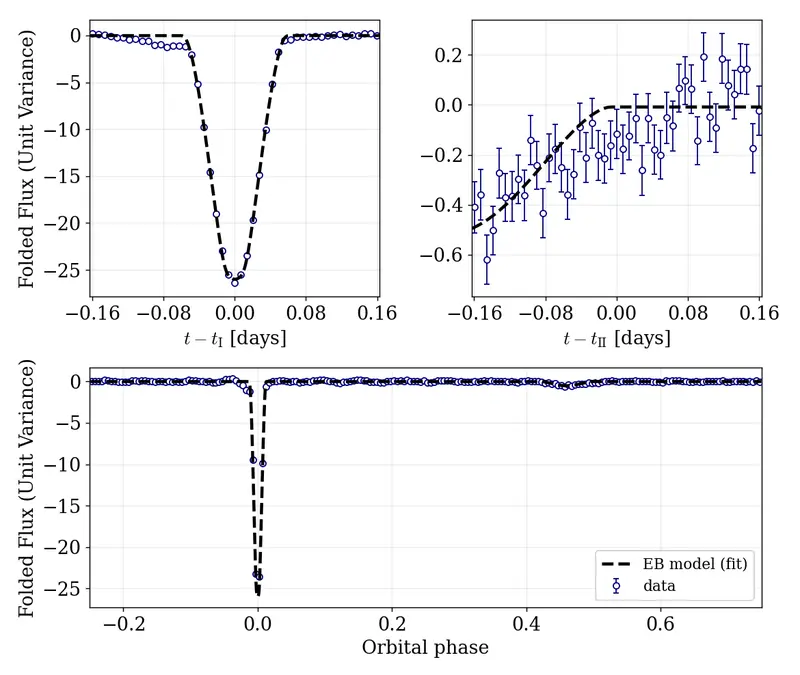 Folded Flux (Unit Variance)
0
−5
−10
−15
−20
−25
−0.16 −0.08 0.00 0.08 0.16
t − tI [days]
0.2
0.0
−0.2
−0.4
−0.6
−0.16 −0.08 0.00 0.08 0.16
t − tII [days]
Folded Flux (Unit Variance)
0
−5
−10
−15
−20
−25
−0.2 0.0 0.2 0.4 0.6
Orbital phase
EB model (fit)
data